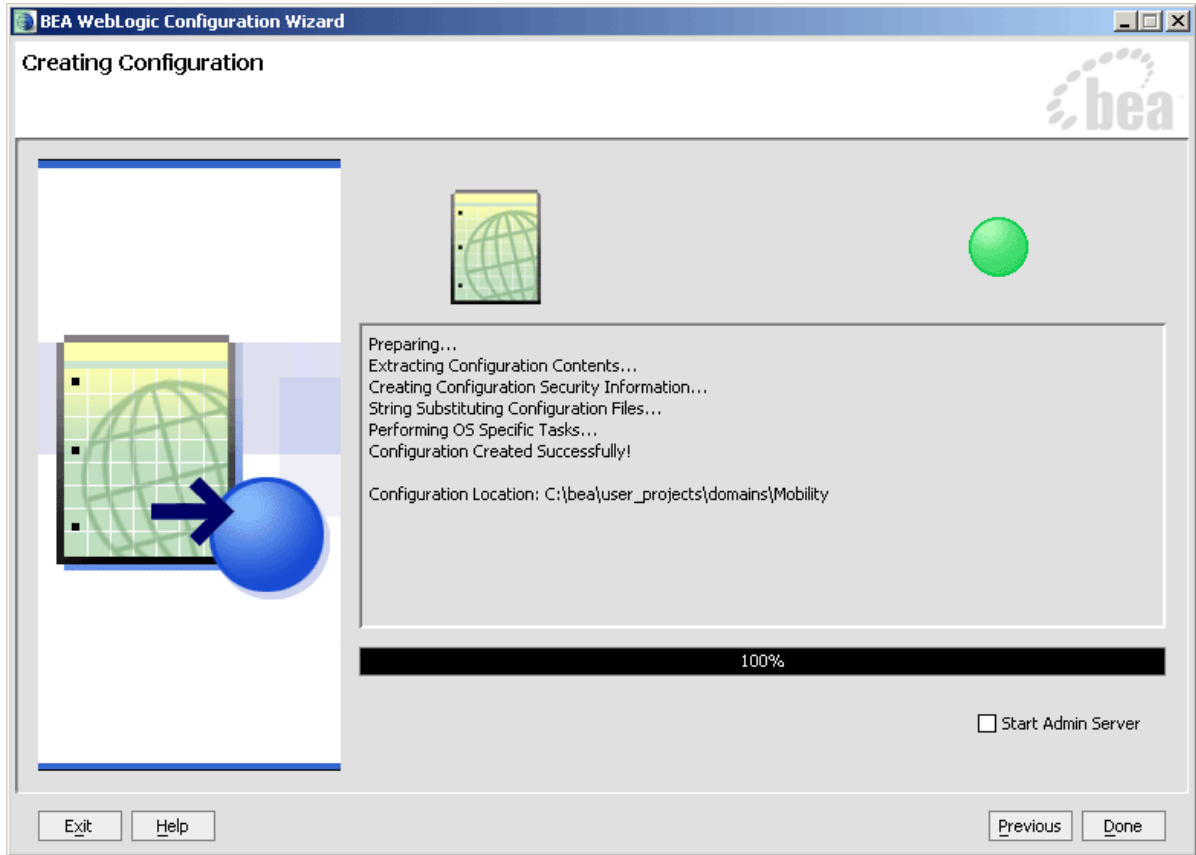 BEA WebLogic Configuration Wizard
Creating Configuration
bea
Preparing...
Extracting Configuration Contents...
Creating Configuration Security Information...
String Substituting Configuration Files...
Performing OS Specific Tasks...
Configuration Created Successfully!
Configuration Location: C:\bea\user_projects\domains\Mobility
100%
Start Admin Server
Exit
Help
Previous
Done